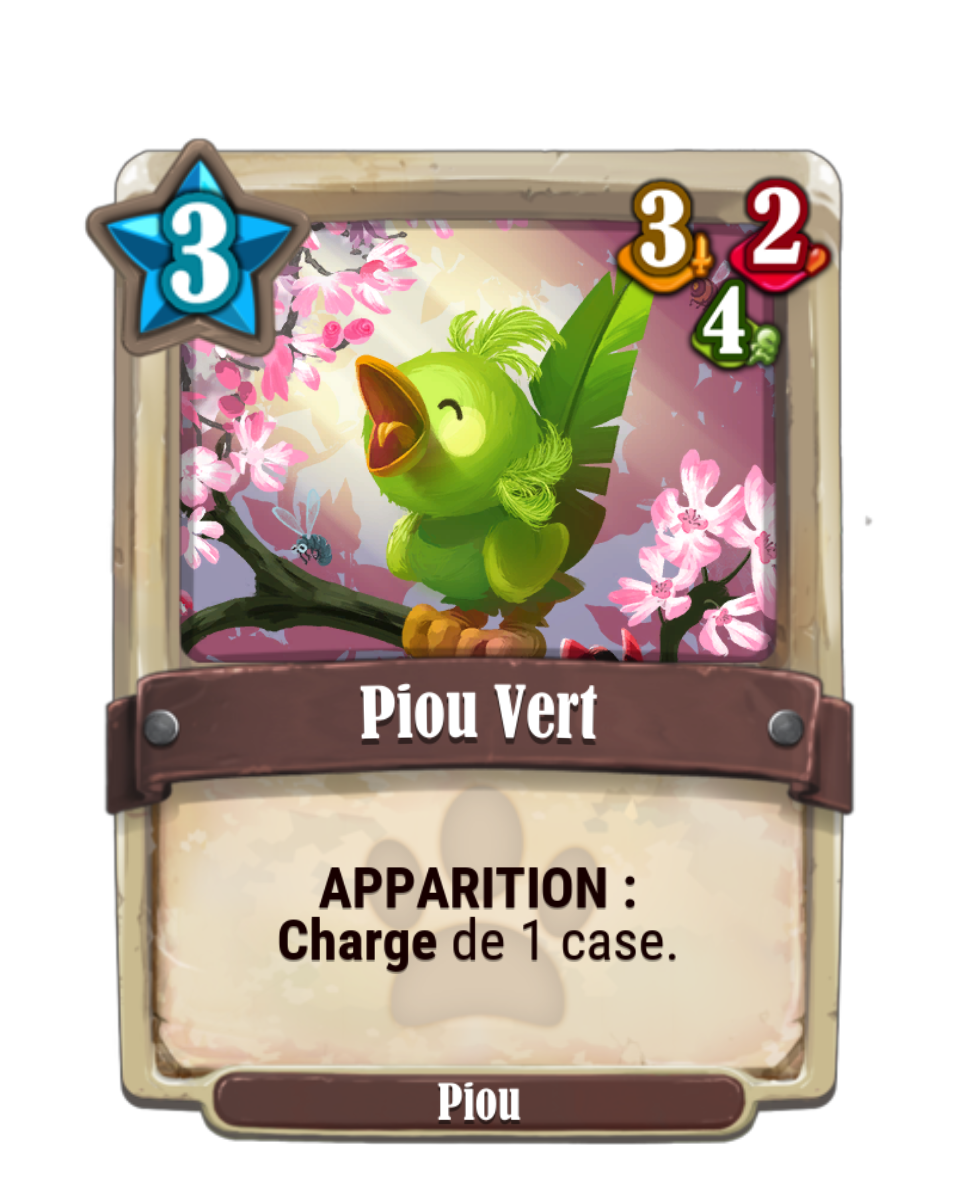 3
3
2
4
Piou Vert
APPARITION :
Charge de 1 case.
Piou